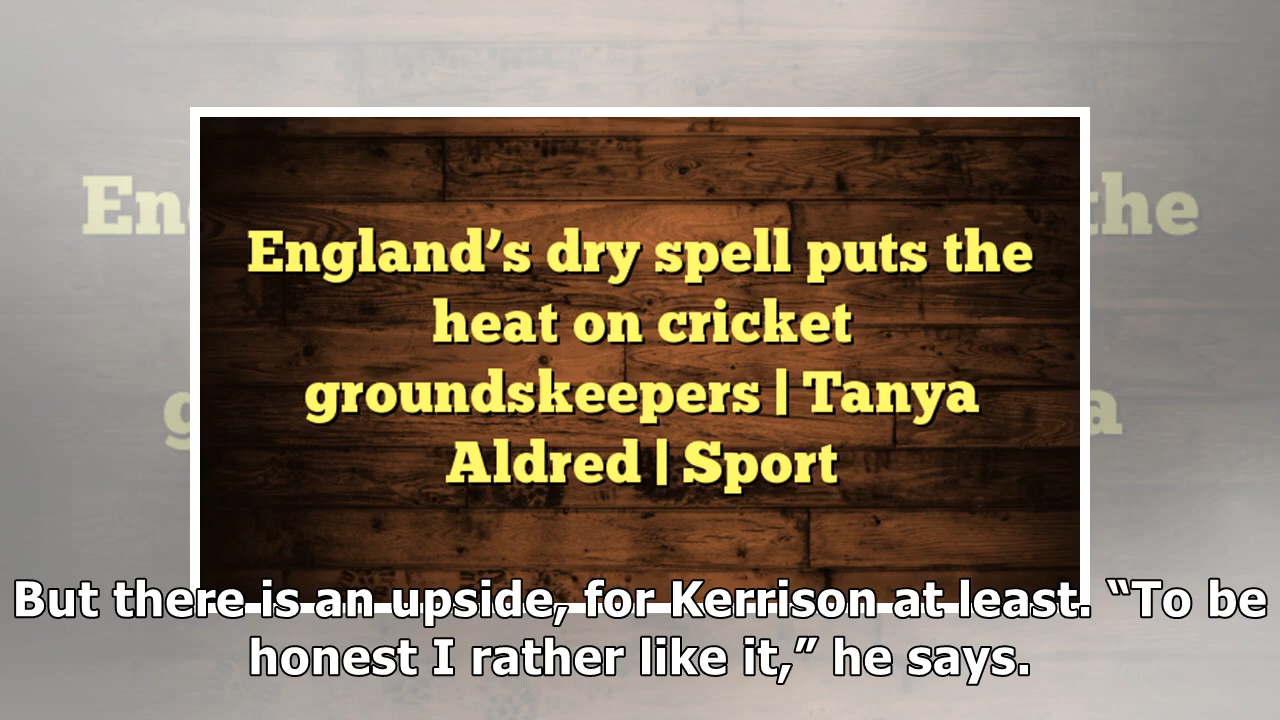 England’s dry spell puts the
heat on cricket
groundskeepers | Tanya
Aldred | Sport
But there is an upside, for Kerrison at least. “To be
honest I rather like it,” he says.